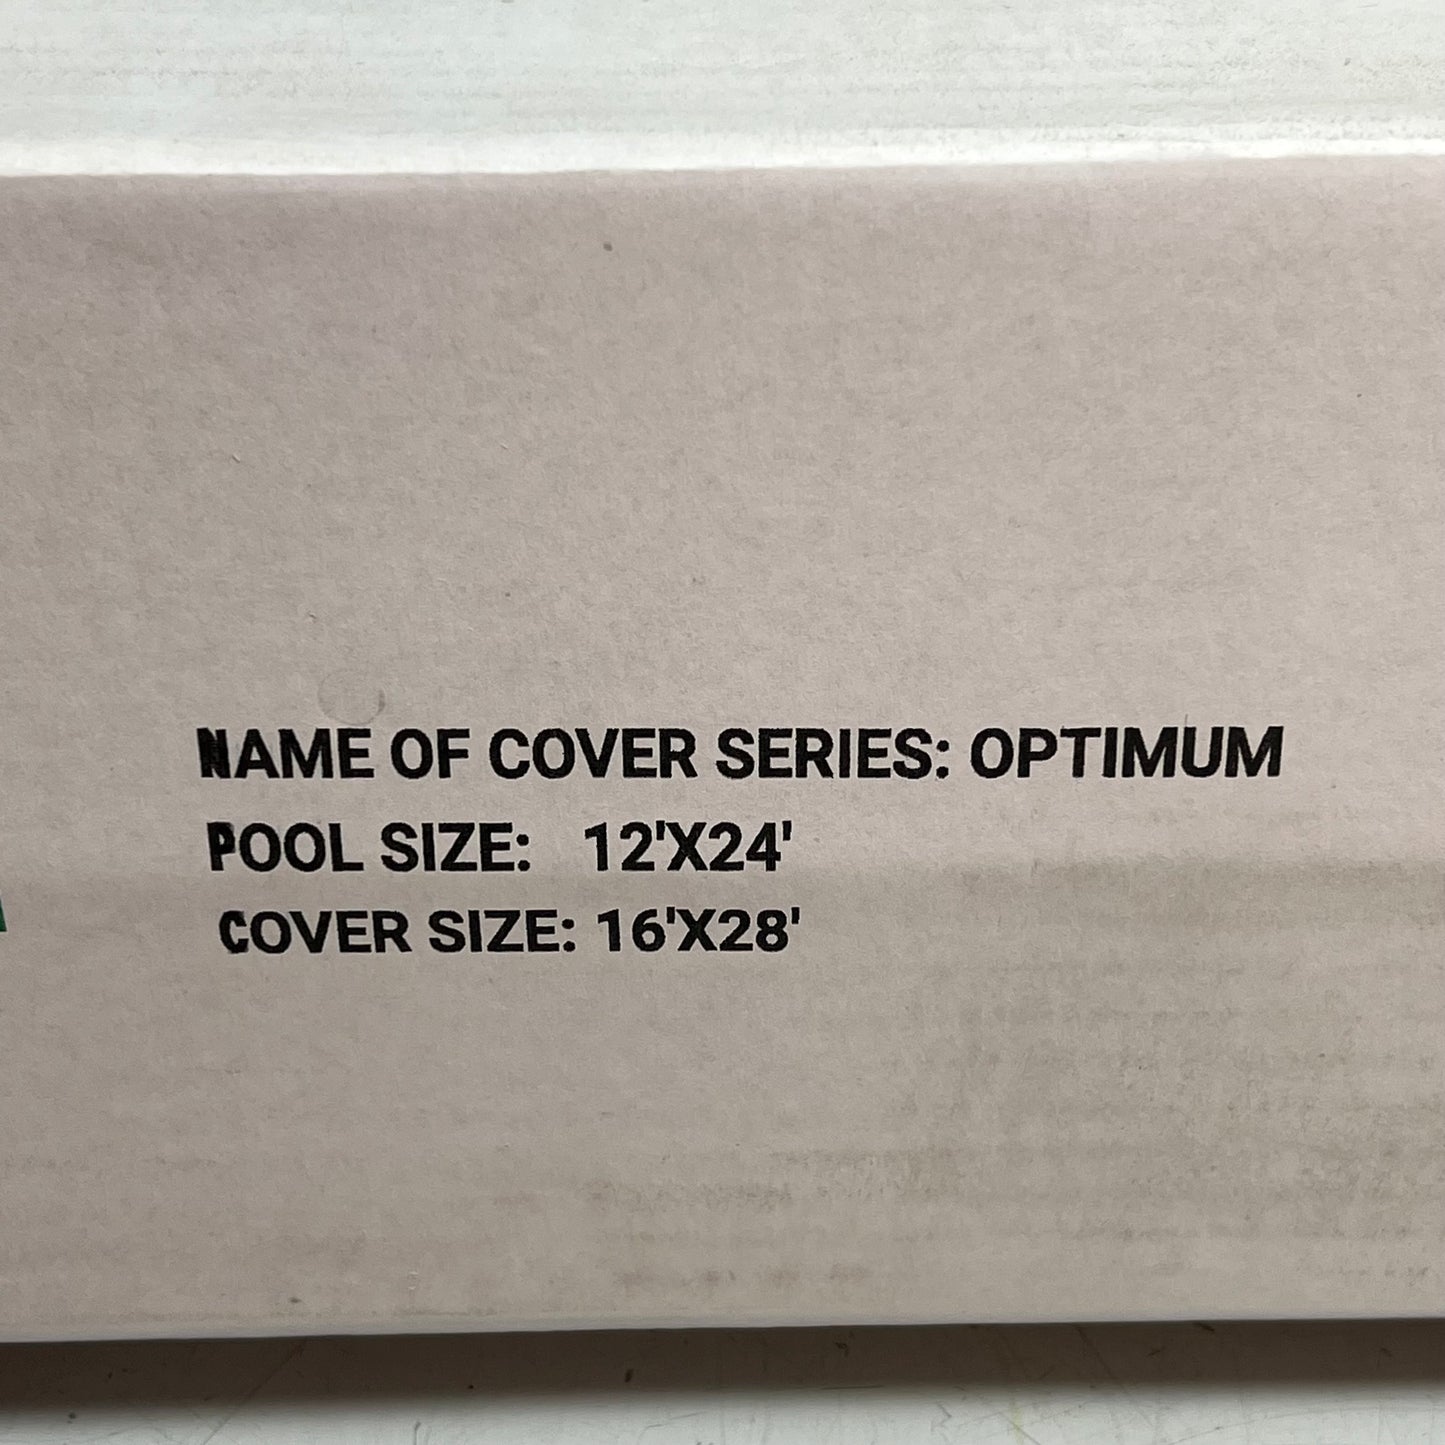 NAME OF COVER SERIES: OPTIMUM
POOL SIZE: 12'X24'
COVER SIZE: 16'X28'